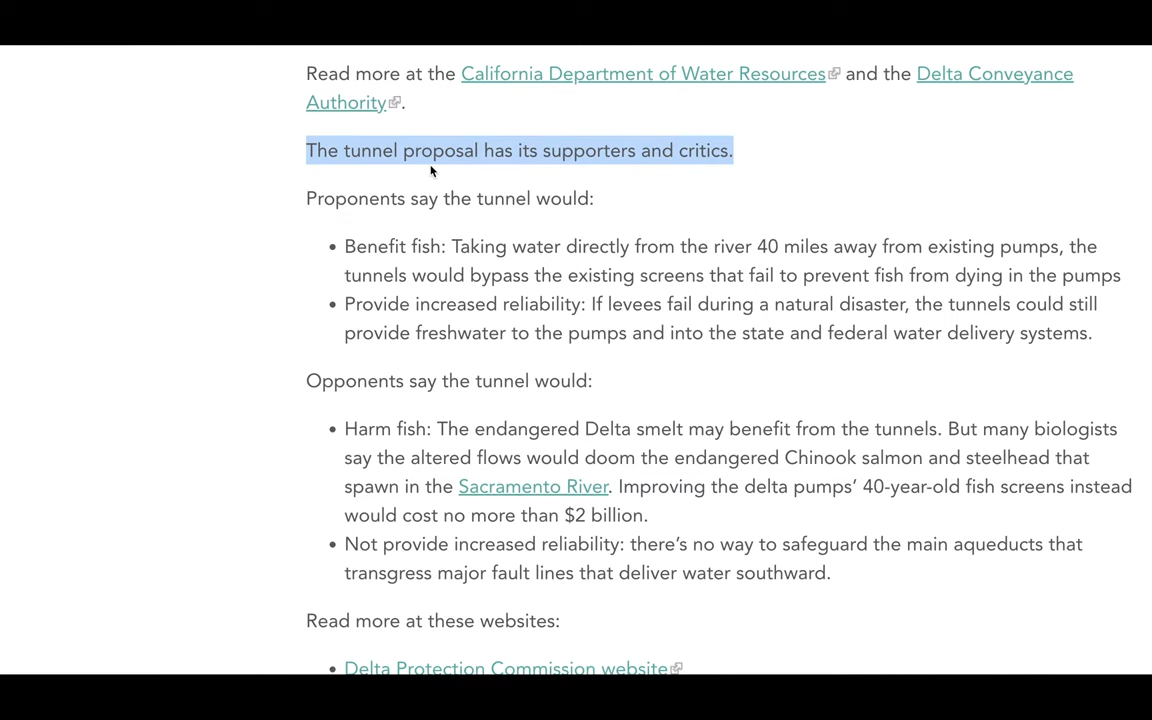 Read more at the California Department of Water Resources and the Delta Conveyance
Authority.
The tunnel proposal has its supporters and critics.
Proponents say the tunnel would:
• Benefit fish: Taking water directly from the river 40 miles away from existing pumps, the
tunnels would bypass the existing screens that fail to prevent fish from dying in the pumps
• Provide increased reliability: If levees fail during a natural disaster, the tunnels could still
provide freshwater to the pumps and into the state and federal water delivery systems.
Opponents say the tunnel would:
• Harm fish: The endangered Delta smelt may benefit from the tunnels. But many biologists
say the altered flows would doom the endangered Chinook salmon and steelhead that
spawn in the Sacramento River. Improving the delta pumps’ 40-year-old fish screens instead
would cost no more than $2 billion.
• Not provide increased reliability: there’s no way to safeguard the main aqueducts that
transgress major fault lines that deliver water southward.
Read more at these websites:
• Delta Protection Commission website